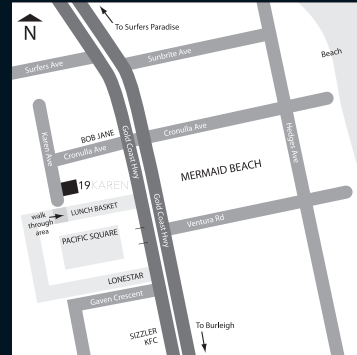 N
To Surfers Paradise
Beach
Surfers Ave
Sunbrite Ave
Karen Ave
BOB JANE
Cronulla Ave
Gold Coast Hwy
Cronulla Ave
Hedges Ave
MERMAID BEACH
19KAREN
walk
through
area
LUNCH BASKET
PACIFIC SQUARE
Gold Coast Hwy
Ventura Rd
LONESTAR
Gaven Crescent
SIZZLER
KFC
To Burleigh